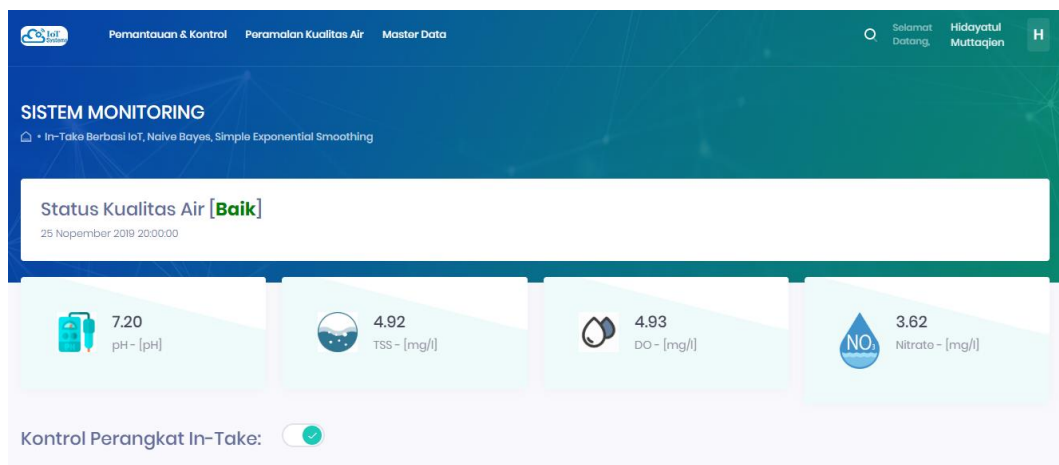 IoT
Systems
Pemantauan & Kontrol Peramalan Kualitas Air Master Data
Selamat Datang, Hidayatul Muttaqien H
SISTEM MONITORING
• In-Take Berbasi IoT, Naive Bayes, Simple Exponential Smoothing
Status Kualitas Air [Baik]
25 Nopember 2019 20:00:00
7.20
pH - [pH]
4.92
TSS - [mg/l]
4.93
DO - [mg/l]
NO₃
3.62
Nitrate - [mg/l]
Kontrol Perangkat In-Take: